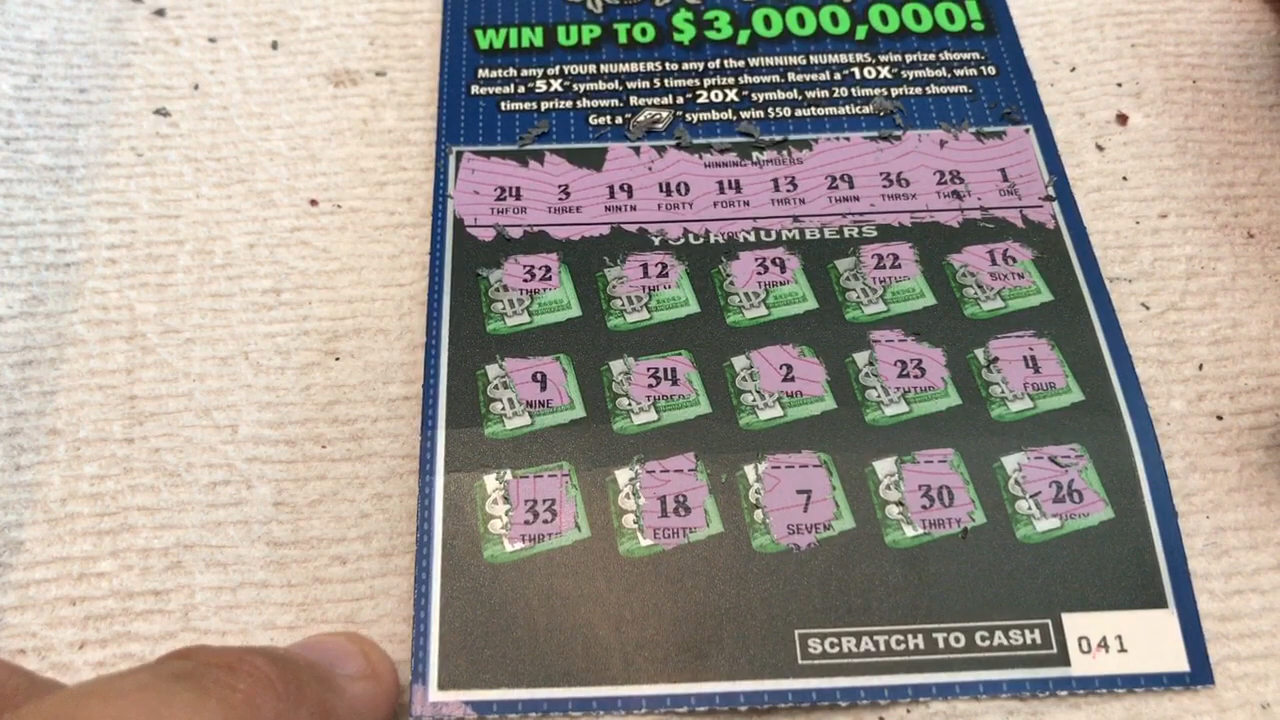 WIN UP TO $3,000,000!
Match any of YOUR NUMBERS to any of the WINNING NUMBERS, win prize shown.
Reveal a "5X" symbol, win 5 times prize shown. Reveal a "10X" symbol, win 10
times prize shown. Reveal a "20X" symbol, win 20 times prize shown.
Get a " " symbol, win $50 automatical
WINNING NUMBERS
24 3 19 40 14 13 29 36 28 1
TWFOR THREE NINTN FORTY FORTN THRTN TWNIN THRSX ONE
YOUR NUMBERS
32 12 39 22 16
SIXTN
9 34 2 23 4
NINE FOUR
33 18 7 30 26
SEVEN THRTY
SCRATCH TO CASH
041